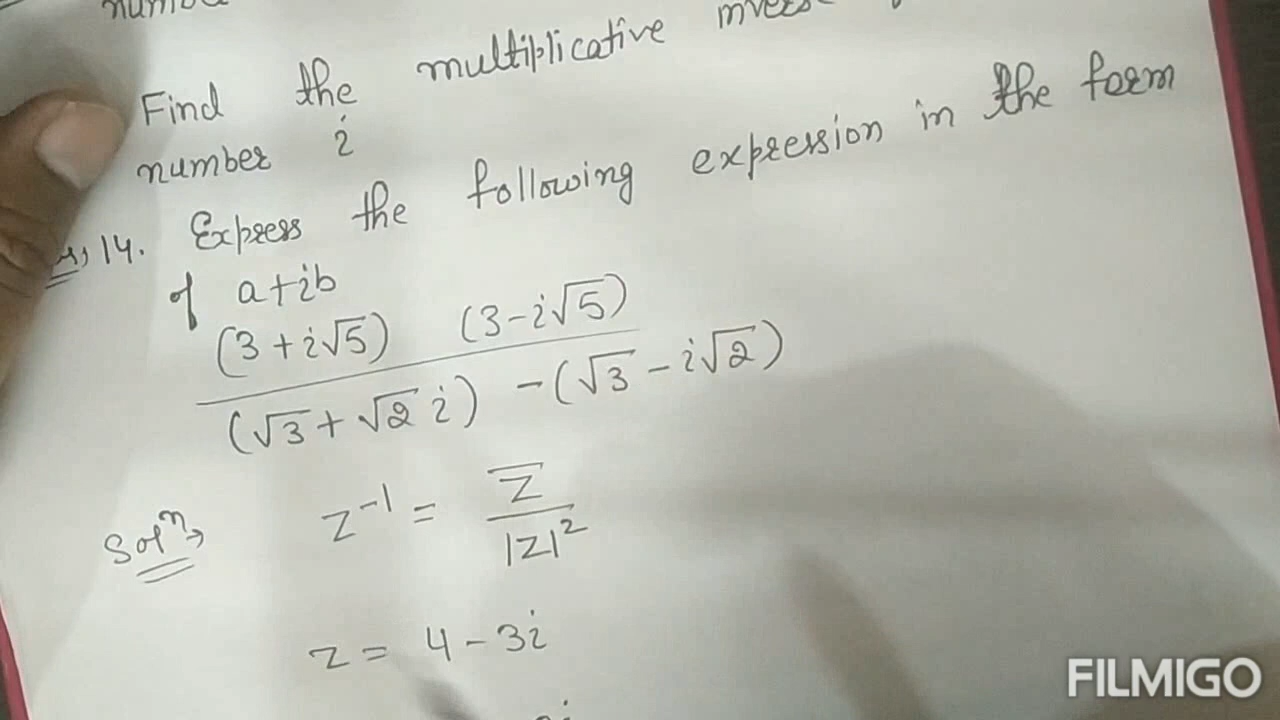 Find the multiplicative
number i
14. Express the following expression in the form
of a+ib
(3+i√5) (3-i√5)
(√3+√2 i) -(√3-i√2)
Solⁿ, z⁻¹ = z̅
|z|²
z = 4-3i
FILMIGO